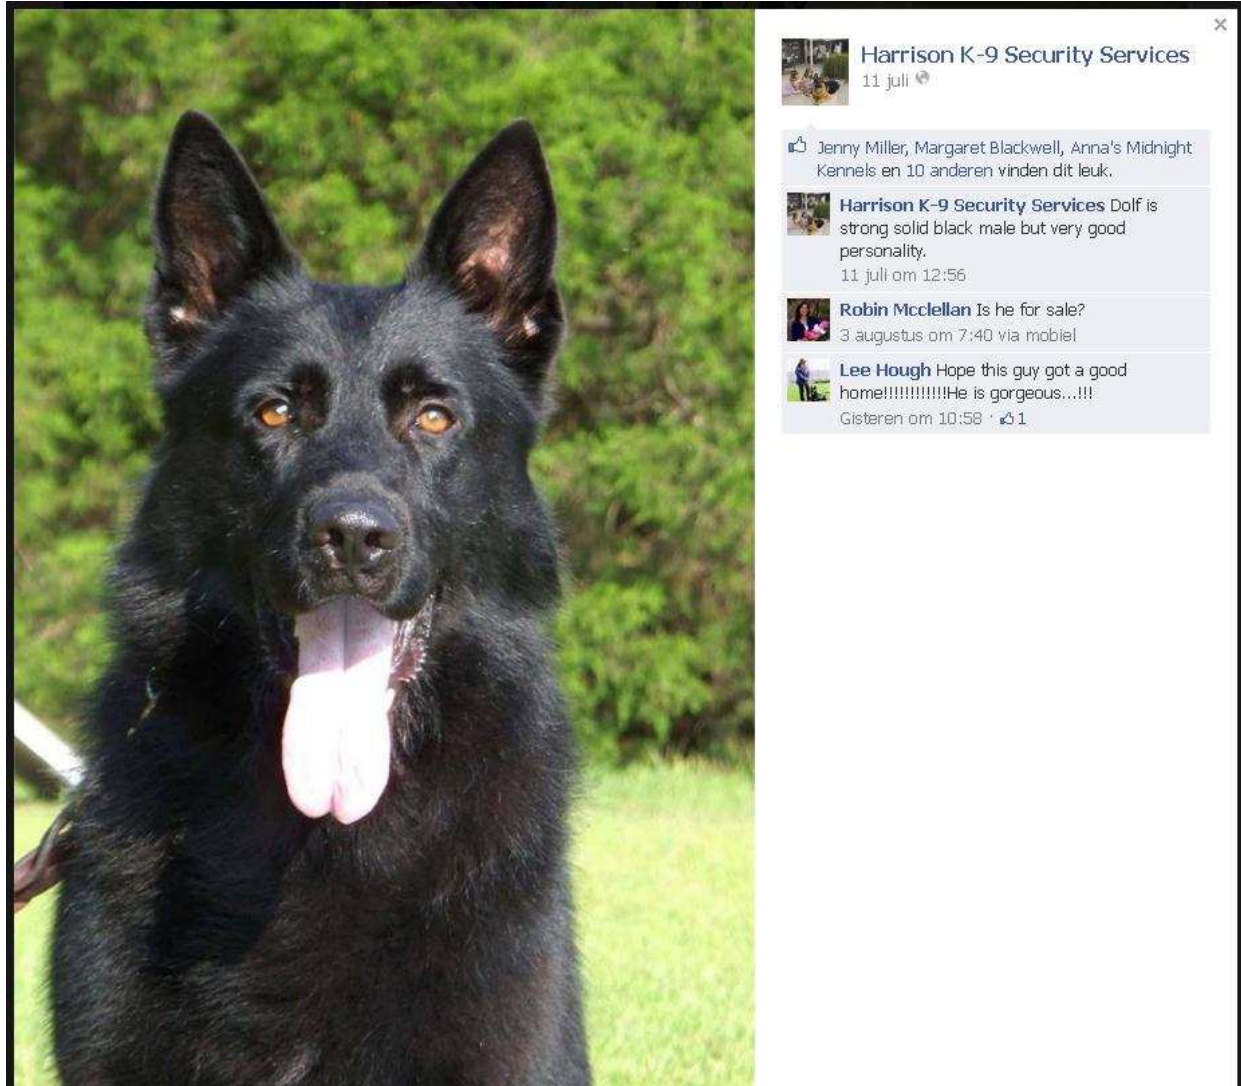 Harrison K-9 Security Services
11 juli
Jenny Miller, Margaret Blackwell, Anna's Midnight
Kennels en 10 anderen vinden dit leuk.
Harrison K-9 Security Services Dolf is
strong solid black male but very good
personality.
11 juli om 12:56
Robin Mcclellan Is he for sale?
3 augustus om 7:40 via mobiel
Lee Hough Hope this guy got a good
home!!!!!!!!!!!!He is gorgeous...!!!
Gisteren om 10:58 · 1